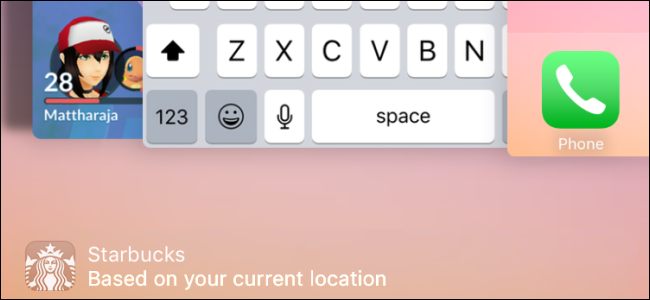 28
Mattharaja
Z X C V B N
123 space
Phone
Starbucks
Based on your current location